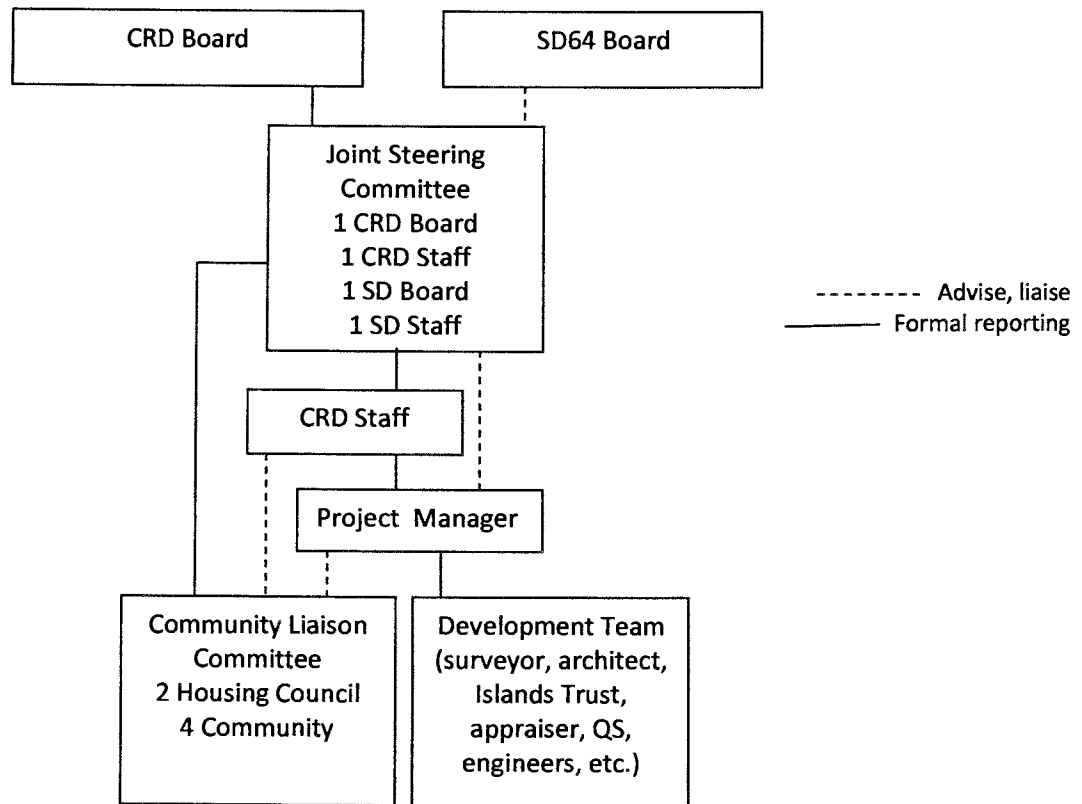 CRD Board
SD64 Board
Joint Steering
Committee
1 CRD Board
1 CRD Staff
1 SD Board
1 SD Staff
Advise, liaise
Formal reporting
CRD Staff
Project Manager
Community Liaison
Committee
2 Housing Council
4 Community
Development Team
(surveyor, architect,
Islands Trust,
appraiser, QS,
engineers, etc.)